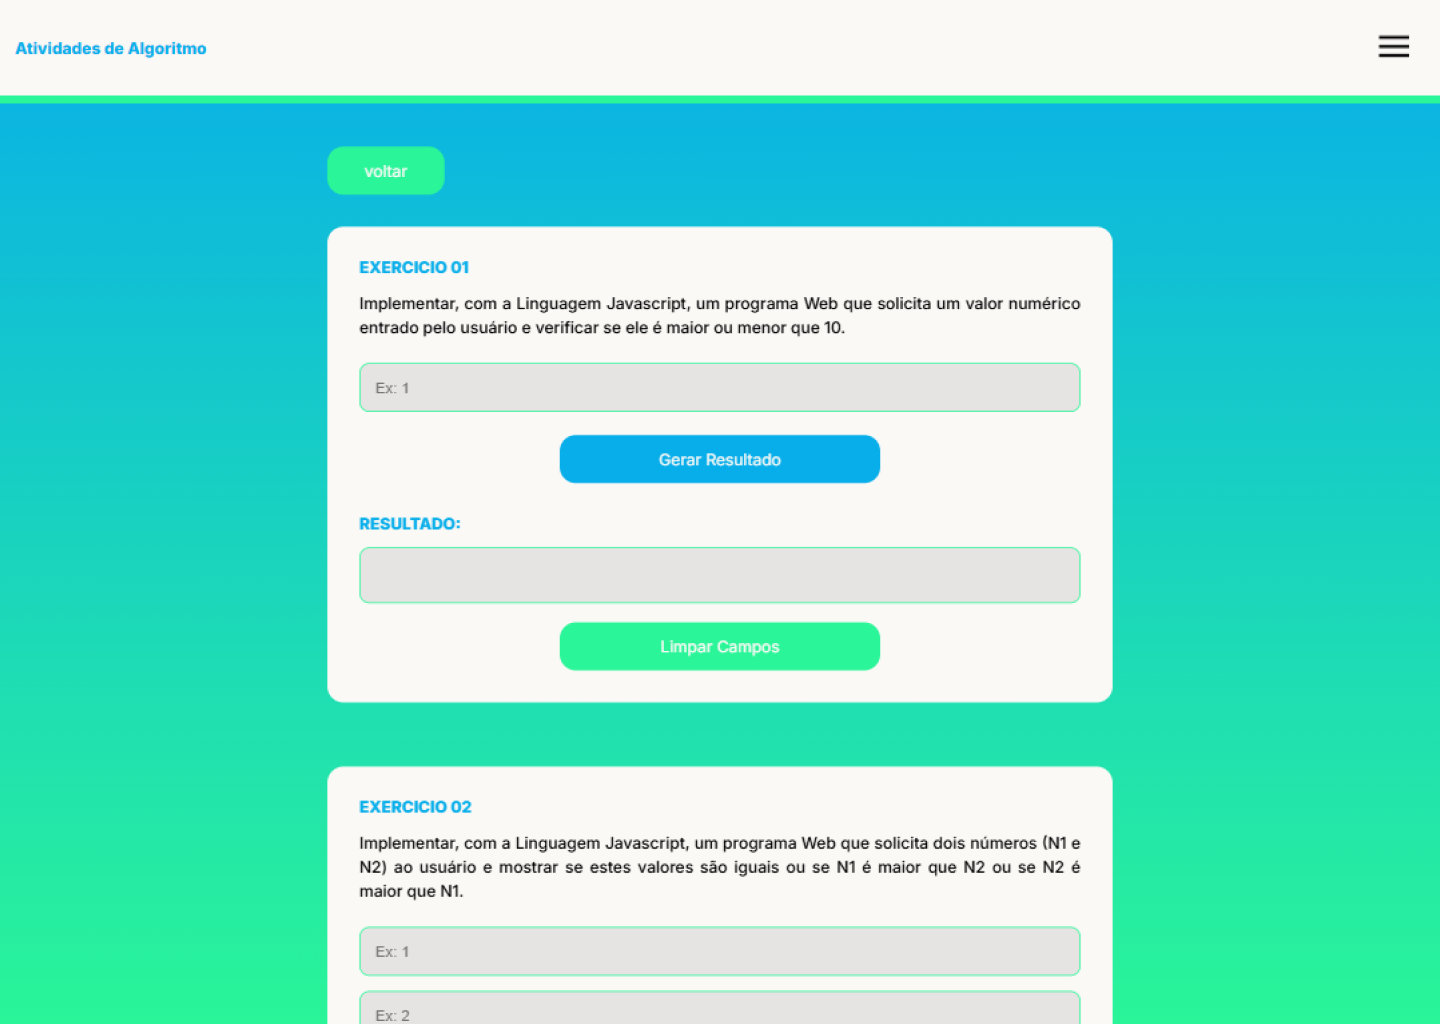 Atividades de Algoritmo
voltar
EXERCICIO 01
Implementar, com a Linguagem Javascript, um programa Web que solicita um valor numérico
entrado pelo usuário e verificar se ele é maior ou menor que 10.
Ex: 1
Gerar Resultado
RESULTADO:
Limpar Campos
EXERCICIO 02
Implementar, com a Linguagem Javascript, um programa Web que solicita dois números (N1 e
N2) ao usuário e mostrar se estes valores são iguais ou se N1 é maior que N2 ou se N2 é
maior que N1.
Ex: 1
Ex: 2